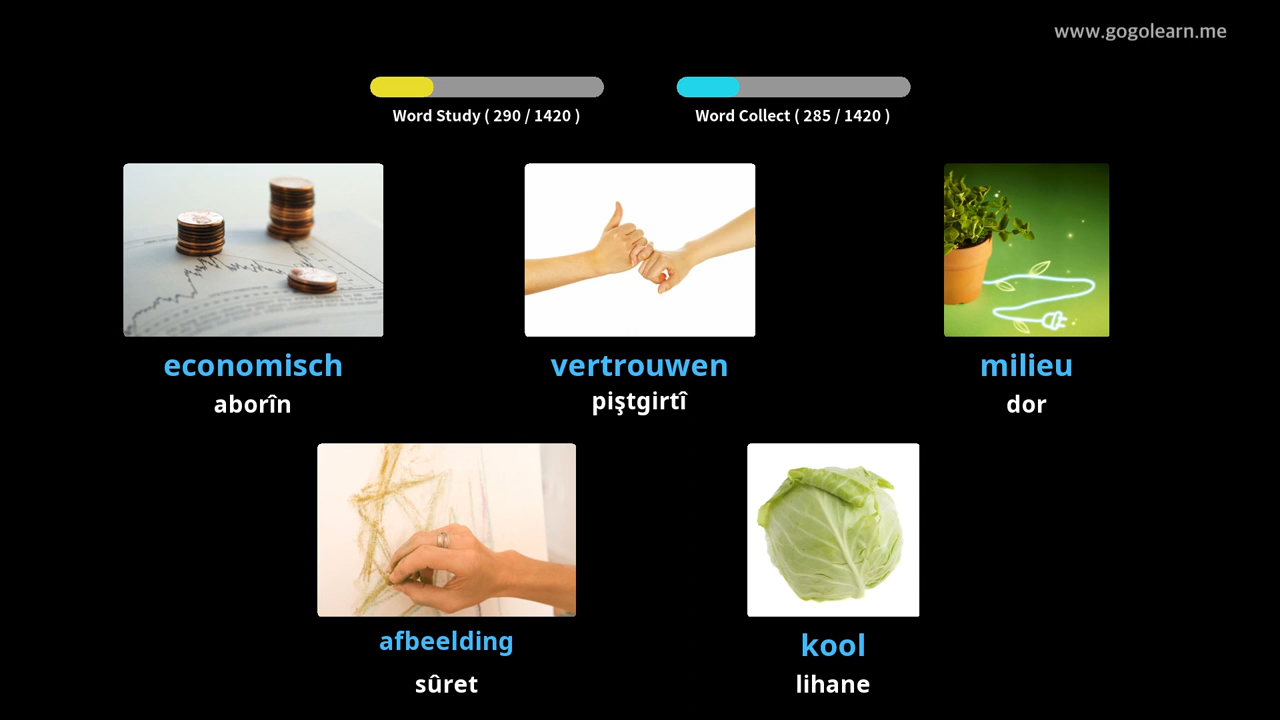 www.gogolearn.me
Word Study ( 290 / 1420 )
Word Collect ( 285 / 1420 )
economisch
aborîn
vertrouwen
piştgirtî
milieu
dor
afbeelding
sûret
kool
lihane